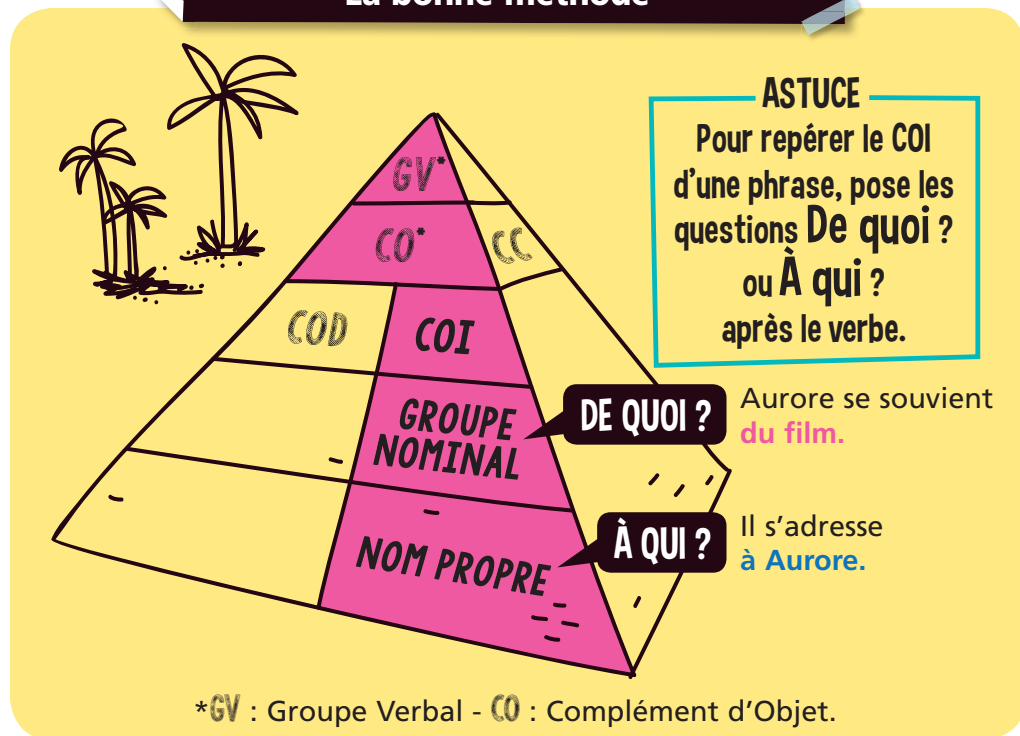 La bonne méthode
ASTUCE
Pour repérer le COI
d'une phrase, pose les
questions De quoi ?
ou À qui ?
après le verbe.
GV*
CO*
CC
COD
COI
GROUPE
NOMINAL
DE QUOI ?
Aurore se souvient
du film.
NOM PROPRE
À QUI ?
Il s'adresse
à Aurore.
*GV : Groupe Verbal - CO : Complément d'Objet.